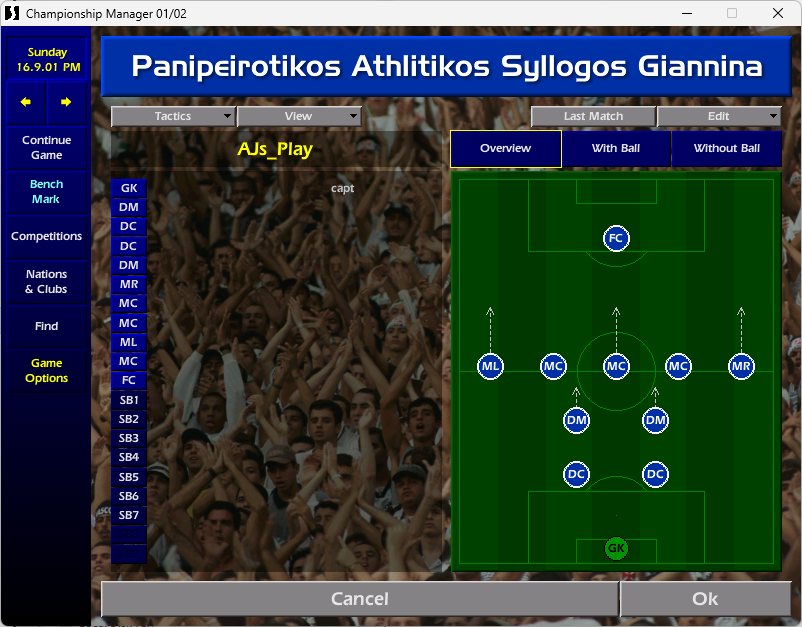 Championship Manager 01/02
Sunday
16.9.01 PM
Panipeirotikos Athlitikos Syllogos Giannina
Continue
Game
Bench
Mark
Competitions
Nations
& Clubs
Find
Game
Options
Tactics
View
Last Match
Edit
AJs_Play
Overview
With Ball
Without Ball
GK capt
DM
DC
DC
DM
MR
MC
MC
ML
MC
FC
SB1
SB2
SB3
SB4
SB5
SB6
SB7
FC
ML MC MC MC MR
DM DM
DC DC
GK
Cancel
Ok